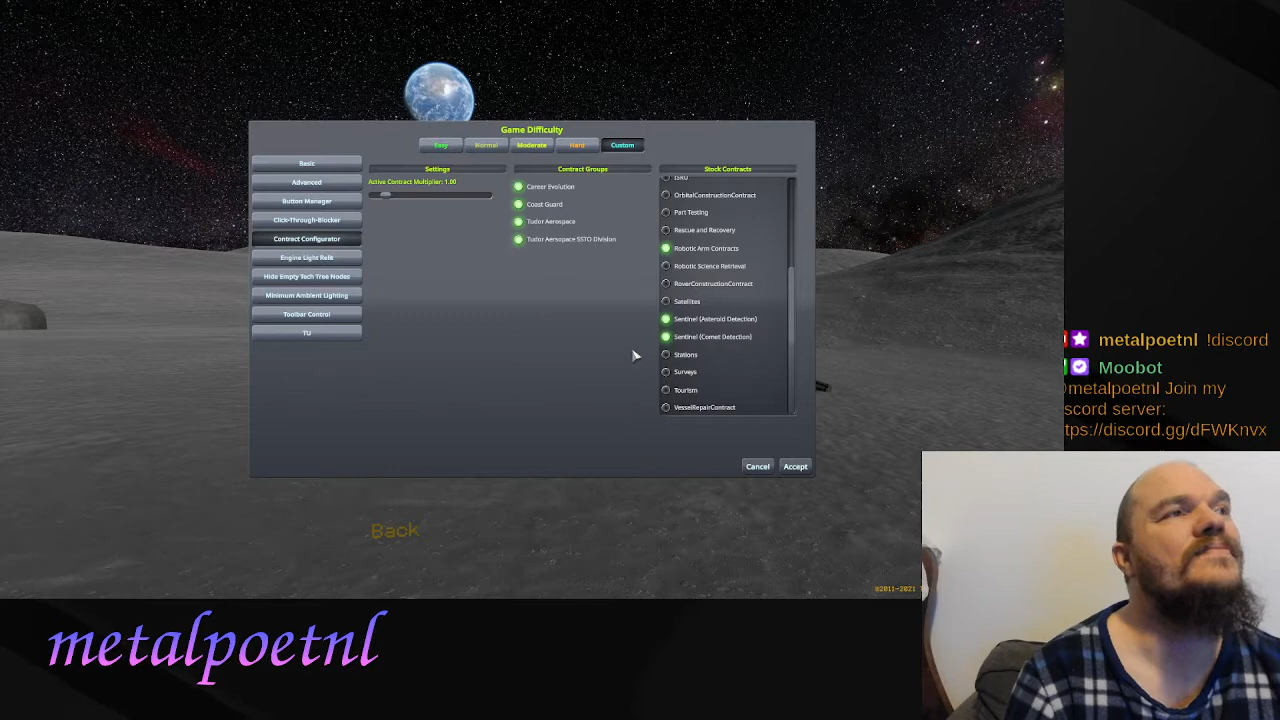 Game Difficulty
Easy Normal Moderate Hard Custom
Basic
Advanced
Button Manager
Click-Through-Blocker
Contract Configurator
Engine Light Relit
Hide Empty Tech Tree Nodes
Minimum Ambient Lighting
Toolbar Control
TU
Settings
Active Contract Multiplier: 1.00
Contract Groups
Career Evolution
Coast Guard
Tudor Aerospace
Tudor Aerospace SSTO Division
Stock Contracts
ISRU
OrbitalConstructionContract
Part Testing
Rescue and Recovery
Robotic Arm Contracts
Robotic Science Retrieval
RoverConstructionContract
Satellites
Sentinel (Asteroid Detection)
Sentinel (Comet Detection)
Stations
Surveys
Tourism
VesselRepairContract
Cancel Accept
Back
©2011-2021
metalpoetnl !discord
Moobot
metalpoetnl Join my
scord server:
ttps://discord.gg/dFWKnvx
metalpoetnl